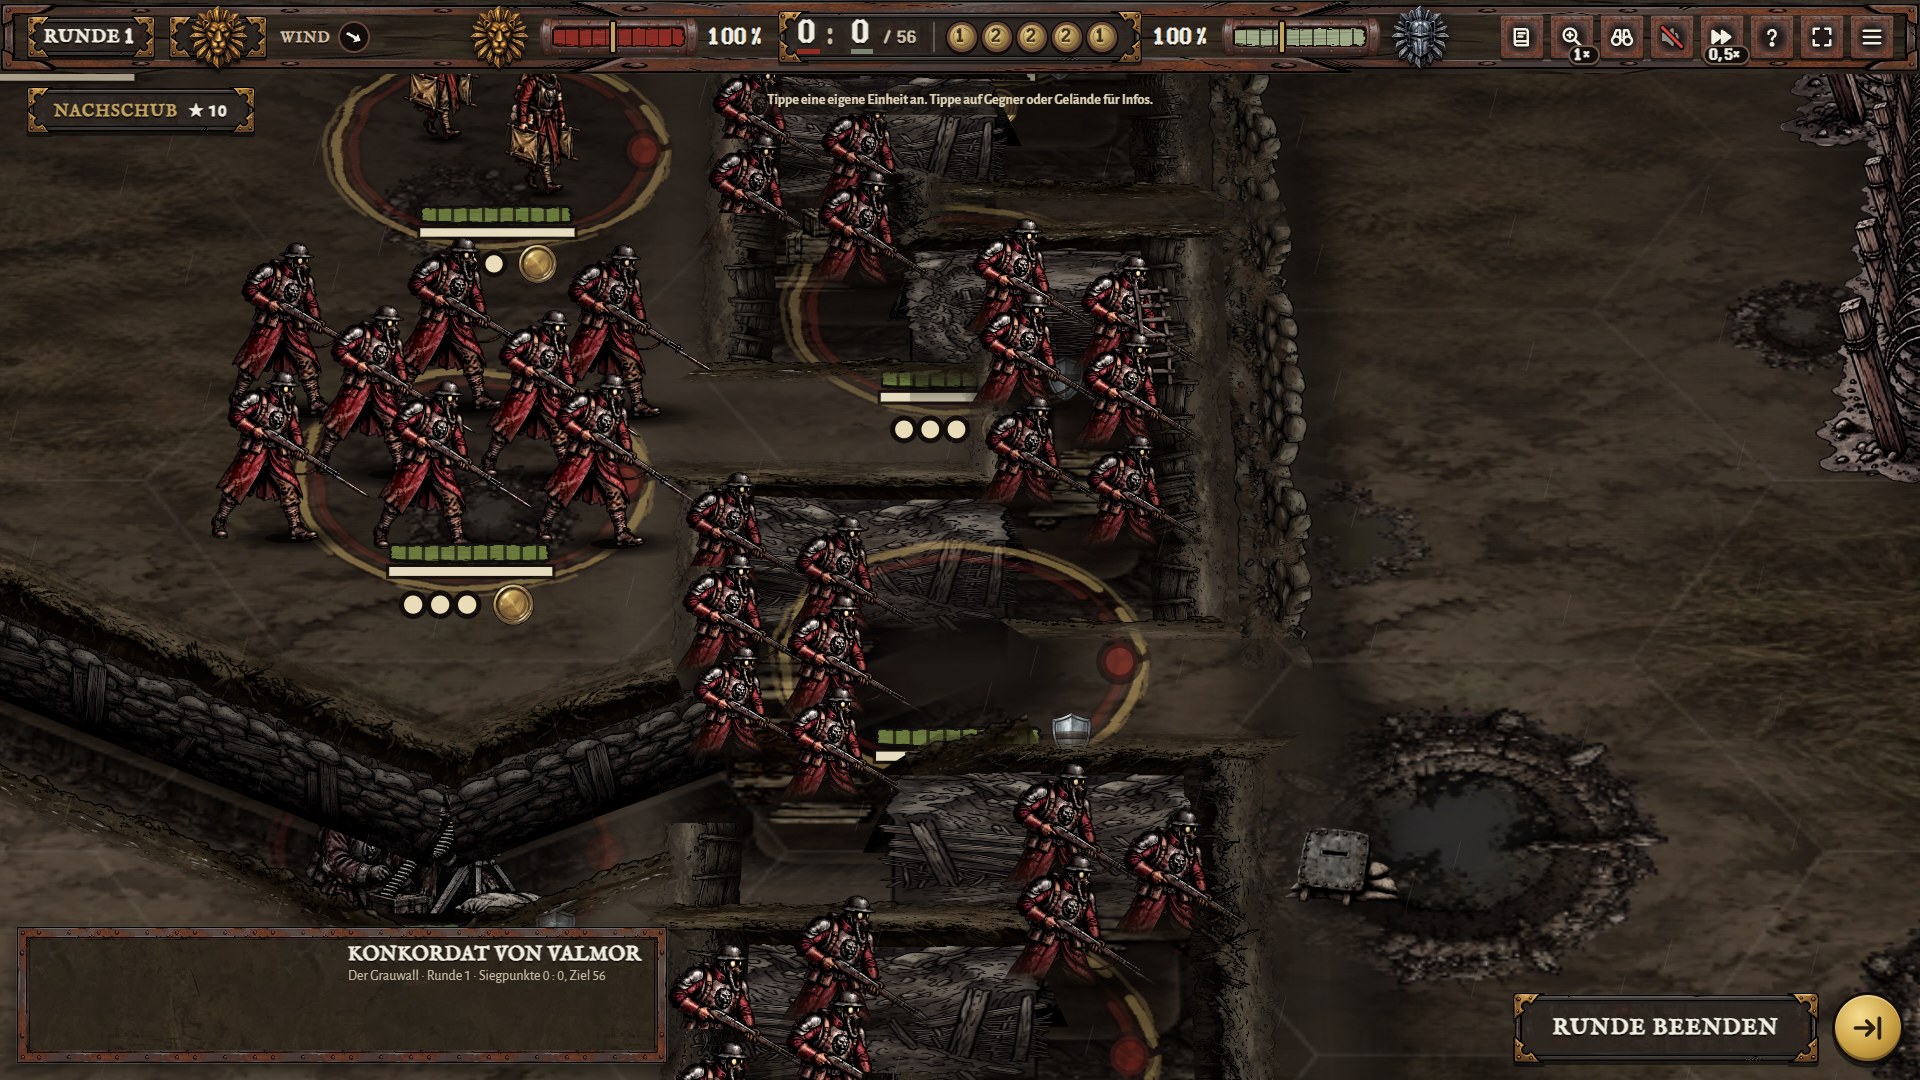 RUNDE 1
WIND
100%
0 : 0 / 56
1 2 2 2 1
100%
1×
0,5×
?
NACHSCHUB ★ 10
Tippe eine eigene Einheit an. Tippe auf Gegner oder Gelände für Infos.
KONKORDAT VON VALMOR
Der Grauwall · Runde 1 · Siegpunkte 0 : 0, Ziel 56
RUNDE BEENDEN